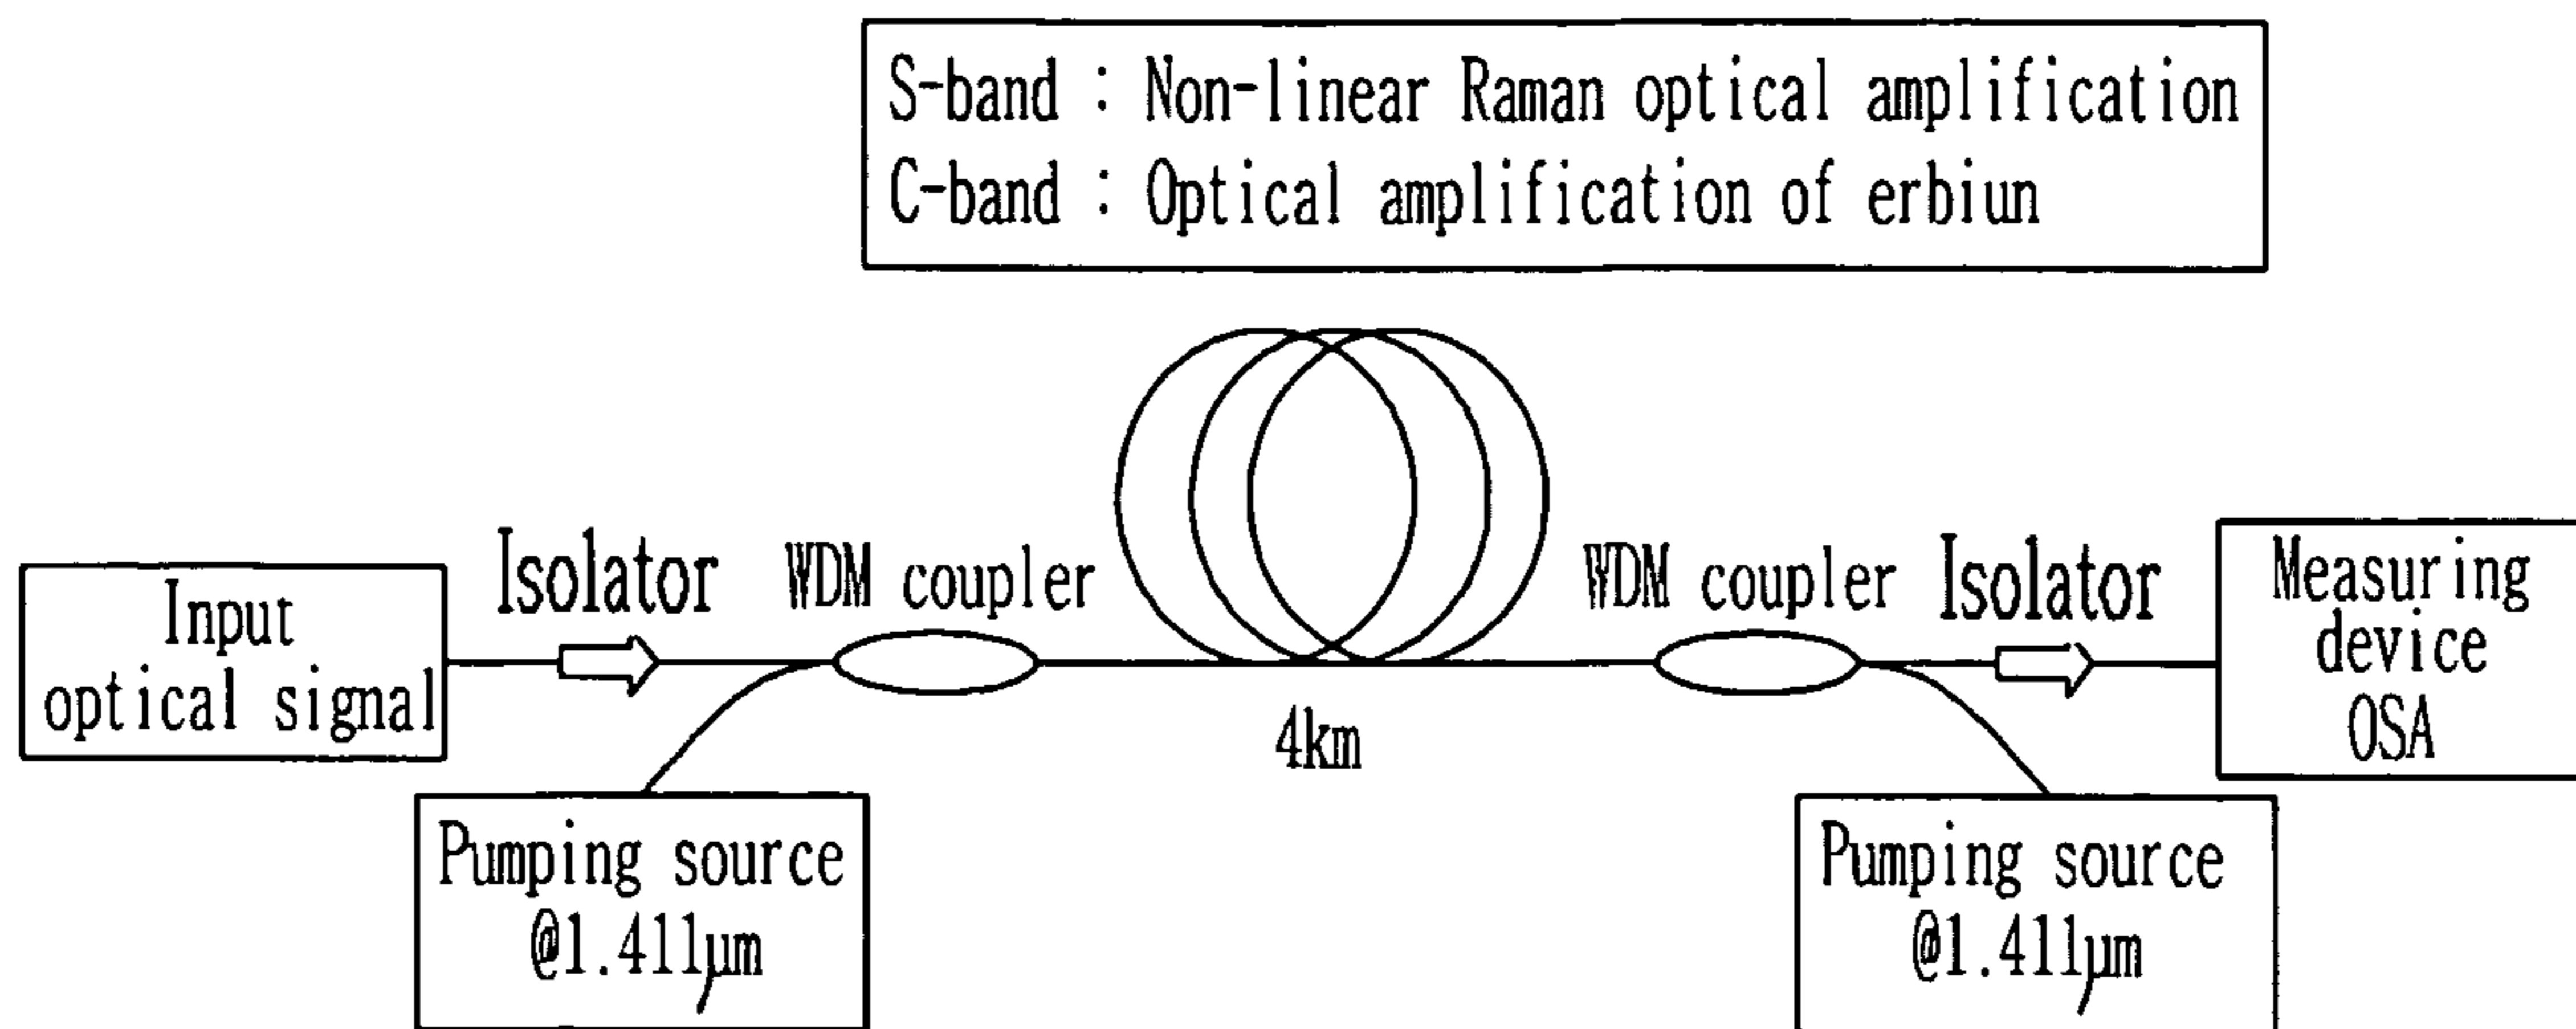 S-band : Non-linear Raman optical amplification
C-band : Optical amplification of erbiun
Input
optical signal
Isolator
WDM coupler
4km
WDM coupler
Isolator
Measuring
device
OSA
Pumping source
@1.411μm
Pumping source
@1.411μm